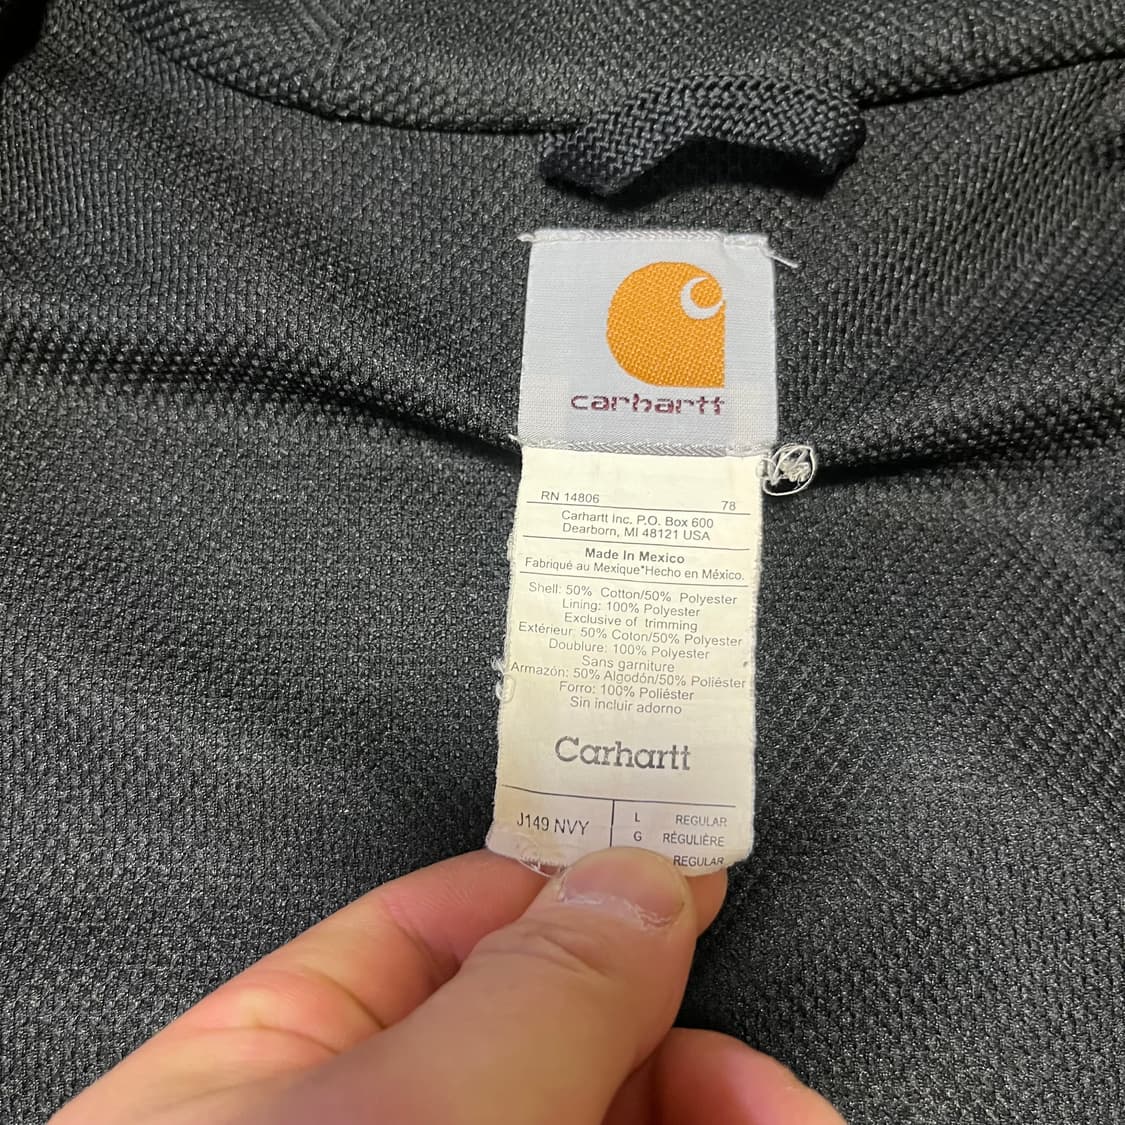 carhartt
RN 14806 78
Carhartt Inc. P.O. Box 600
Dearborn, MI 48121 USA
Made In Mexico
Fabriqué au Mexique*Hecho en México.
Shell: 50% Cotton/50% Polyester
Lining: 100% Polyester
Exclusive of trimming
Extérieur: 50% Coton/50% Polyester
Doublure: 100% Polyester
Sans garniture
Armazón: 50% Algodón/50% Poliéster
Forro: 100% Poliéster
Sin incluir adorno
Carhartt
J149 NVY
L REGULAR
G RÉGULIÈRE
REGULAR